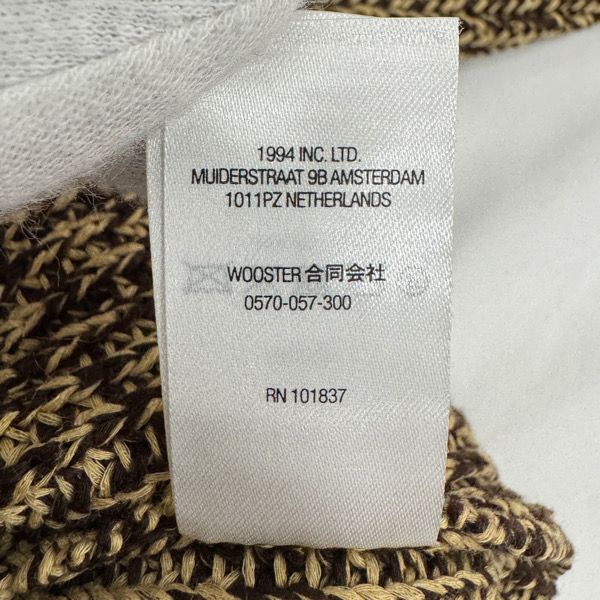 1994 INC. LTD.
MUIDERSTRAAT 9B AMSTERDAM
1011PZ NETHERLANDS
WOOSTER 合同会社
0570-057-300
RN 101837